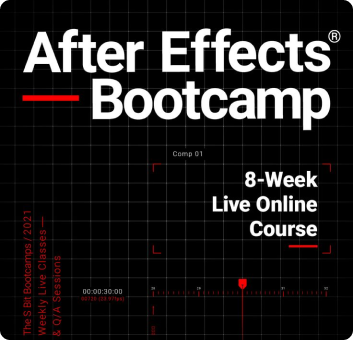 After Effects®
Bootcamp
Comp 01
8-Week
Live Online
Course
The S Bit Bootcamps / 2021
Weekly Live Classes—
& Q/A Sessions
00:00:30:00